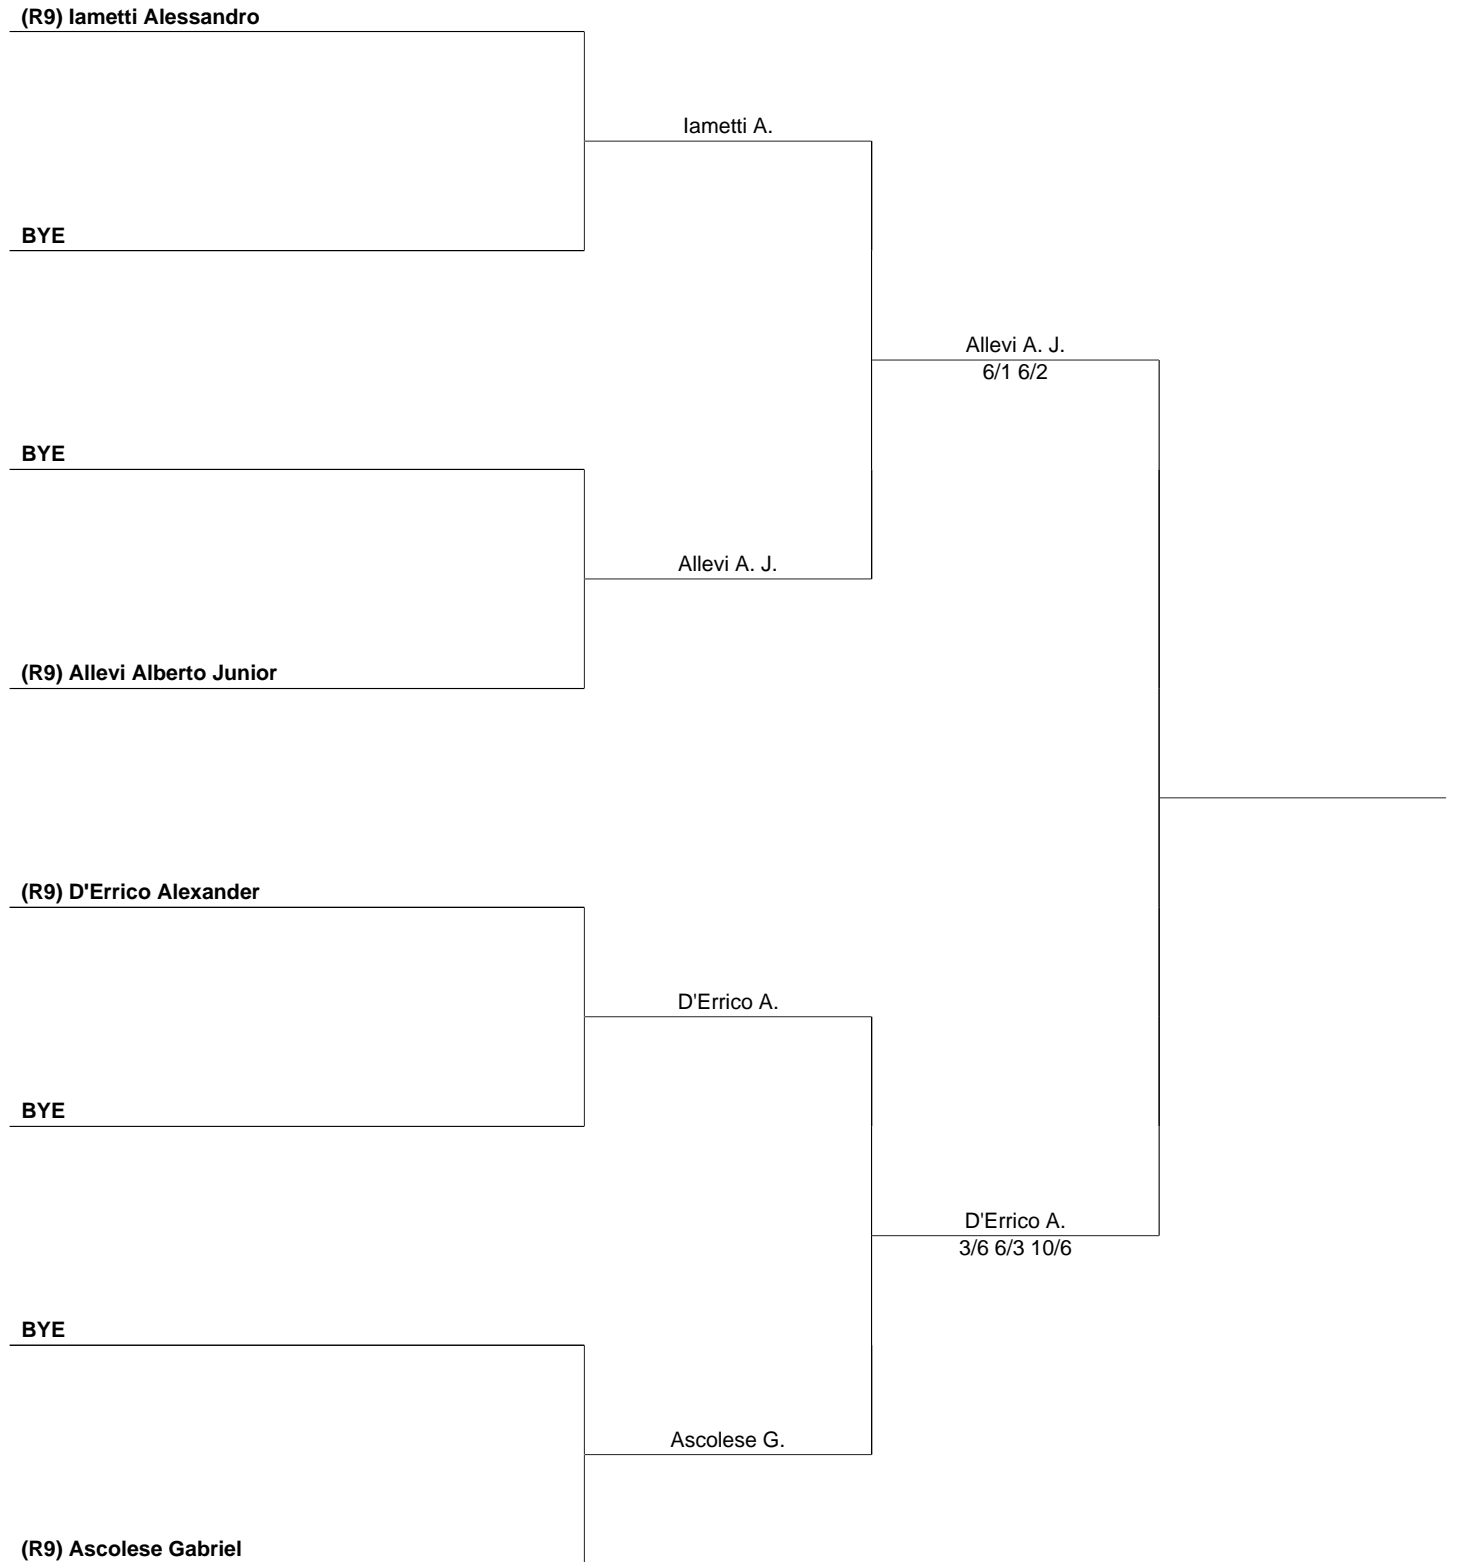 (R9) Iametti Alessandro
Iametti A.
BYE
Allevi A. J.
6/1 6/2
BYE
Allevi A. J.
(R9) Allevi Alberto Junior
(R9) D'Errico Alexander
D'Errico A.
BYE
D'Errico A.
3/6 6/3 10/6
BYE
Ascolese G.
(R9) Ascolese Gabriel